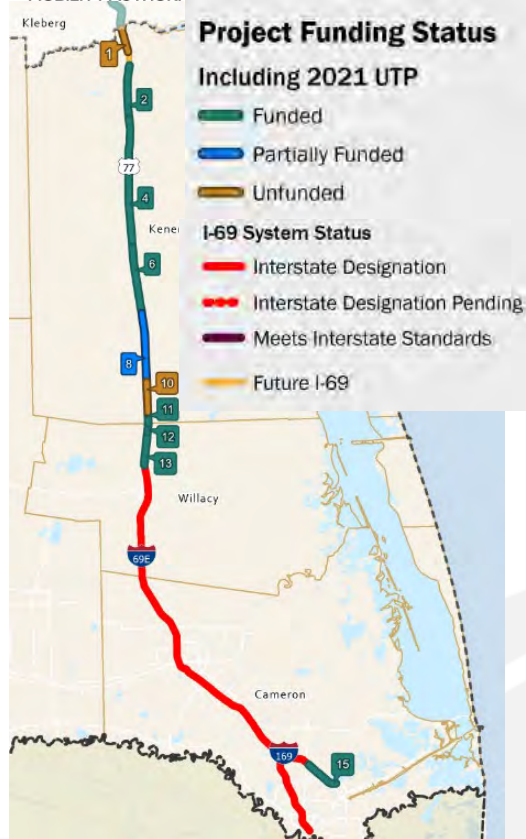 Kleberg
1
2
77
4
Kene
6
8
10
11
12
13
Willacy
69E
Cameron
169
15
Project Funding Status
Including 2021 UTP
Funded
Partially Funded
Unfunded
I-69 System Status
Interstate Designation
Interstate Designation Pending
Meets Interstate Standards
Future I-69